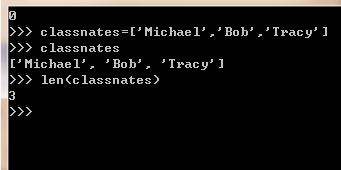 0
>>> classnates=['Michael','Bob','Tracy']
>>> classnates
['Michael', 'Bob', 'Tracy']
>>> len(classnates)
3
>>>